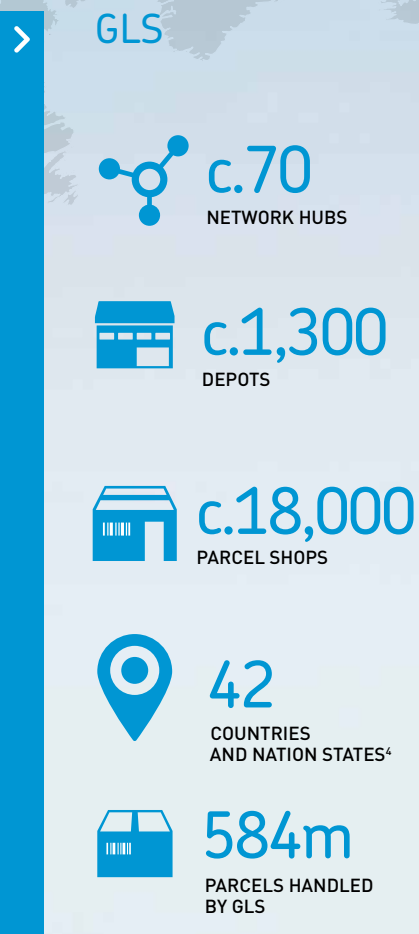 GLS
c.70
NETWORK HUBS
c.1,300
DEPOTS
c.18,000
PARCEL SHOPS
42
COUNTRIES
AND NATION STATES⁴
584m
PARCELS HANDLED
BY GLS